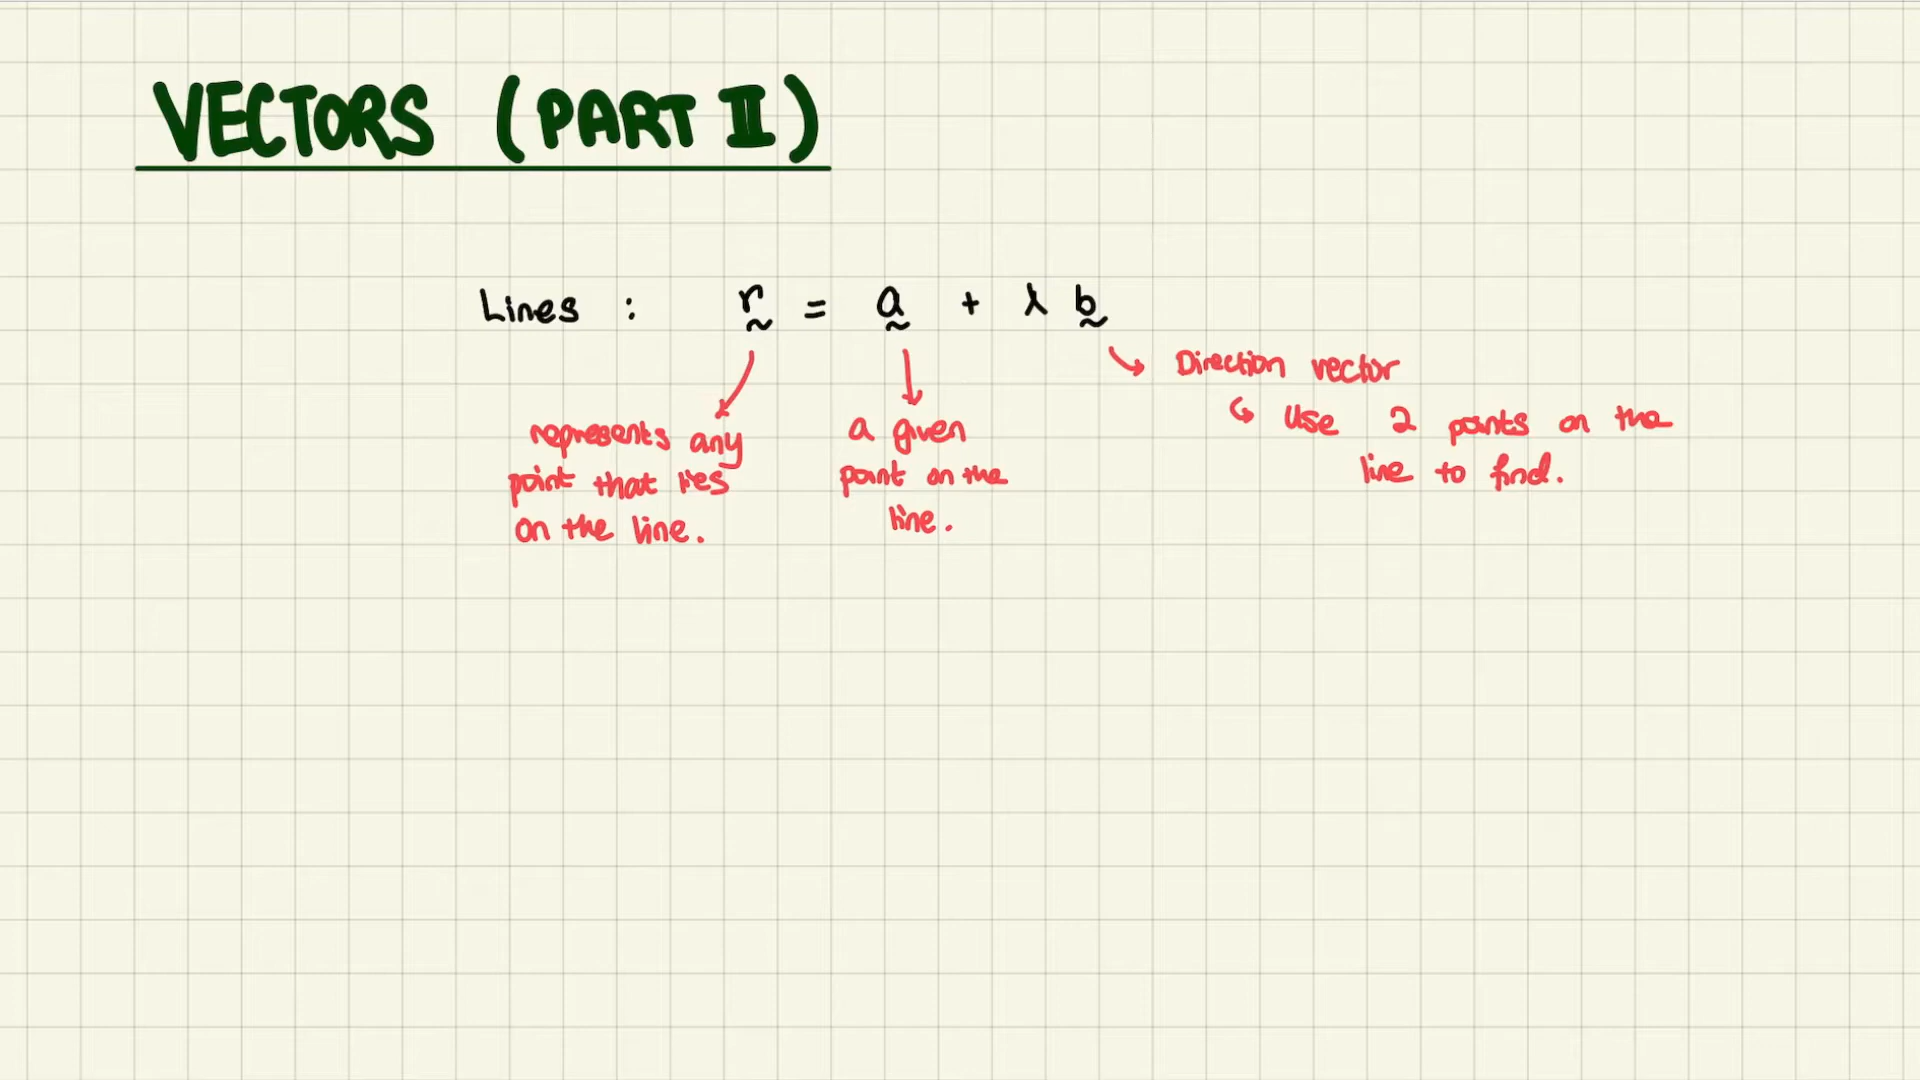 VECTORS (PART II)
Lines : r = a + λ b
represents any
point that lies
on the line.
a given
point on the
line.
Direction vector
Use 2 points on the
line to find.